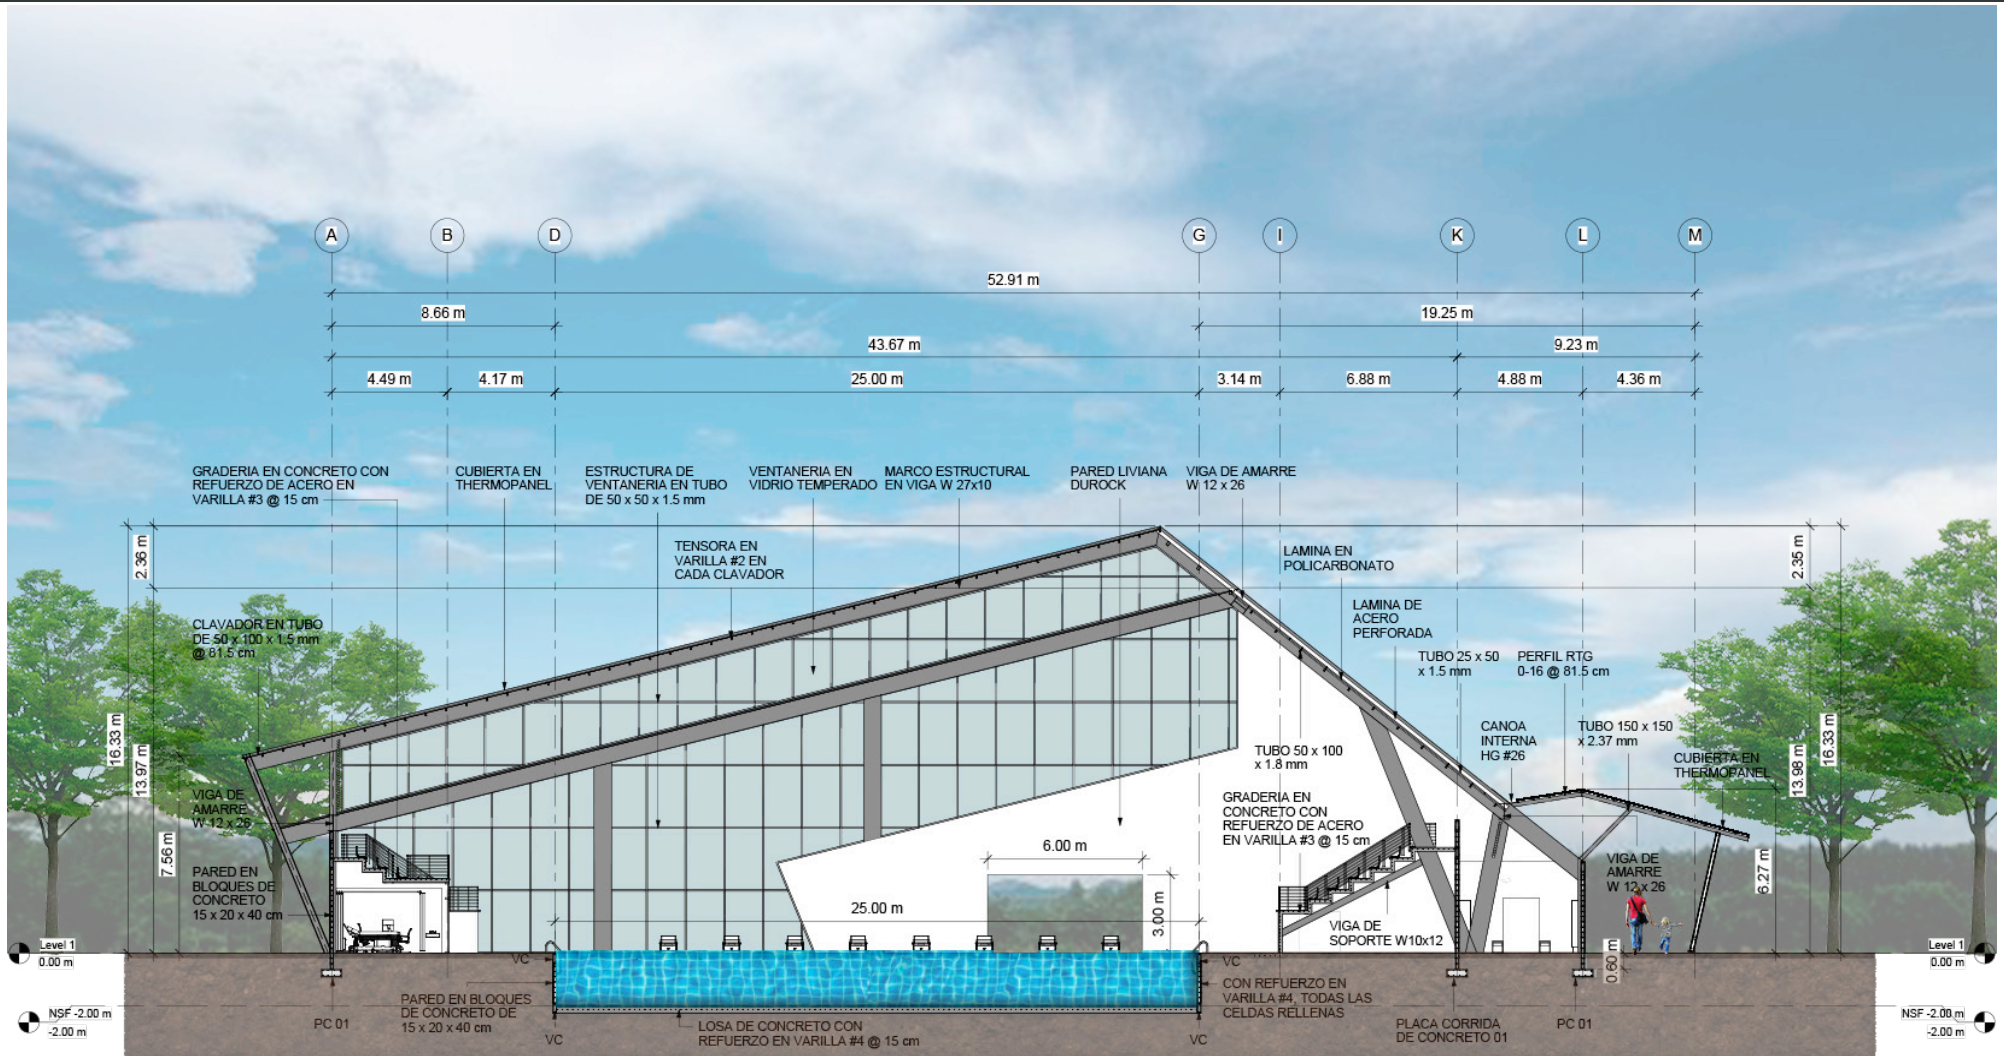 A
B
D
G
I
K
L
M
52.91 m
8.66 m
19.25 m
43.67 m
9.23 m
4.49 m
4.17 m
25.00 m
3.14 m
6.88 m
4.88 m
4.36 m
GRADERIA EN CONCRETO CON
REFUERZO DE ACERO EN
VARILLA #3 @ 15 cm
CUBIERTA EN
THERMOPANEL
ESTRUCTURA DE
VENTANERIA EN TUBO
DE 50 x 50 x 1.5 mm
VENTANERIA EN
VIDRIO TEMPERADO
MARCO ESTRUCTURAL
EN VIGA W 27x10
PARED LIVIANA
DUROCK
VIGA DE AMARRE
W 12 x 26
2.36 m
TENSORA EN
VARILLA #2 EN
CADA CLAVADOR
LAMINA EN
POLICARBONATO
2.35 m
CLAVADOR EN TUBO
DE 50 x 100 x 1.5 mm
@ 81.5 cm
LAMINA DE
ACERO
PERFORADA
TUBO 25 x 50
x 1.5 mm
PERFIL RTG
0-16 @ 81.5 cm
16.33 m
13.97 m
7.56 m
TUBO 50 x 100
x 1.8 mm
CANOA
INTERNA
HG #26
TUBO 150 x 150
x 2.37 mm
CUBIERTA EN
THERMOPANEL
13.98 m
16.33 m
VIGA DE
AMARRE
W 12 x 26
GRADERIA EN
CONCRETO CON
REFUERZO DE ACERO
EN VARILLA #3 @ 15 cm
6.00 m
3.00 m
PARED EN
BLOQUES DE
CONCRETO
15 x 20 x 40 cm
VIGA DE
AMARRE
W 12 x 26
6.27 m
25.00 m
VIGA DE
SOPORTE W10x12
Level 1
0.00 m
VC
VC
0.60 m
Level 1
0.00 m
PARED EN BLOQUES
DE CONCRETO DE
15 x 20 x 40 cm
CON REFUERZO EN
VARILLA #4, TODAS LAS
CELDAS RELLENAS
NSF -2.00 m
-2.00 m
PC 01
LOSA DE CONCRETO CON
REFUERZO EN VARILLA #4 @ 15 cm
VC
VC
PLACA CORRIDA
DE CONCRETO 01
PC 01
NSF -2.00 m
-2.00 m